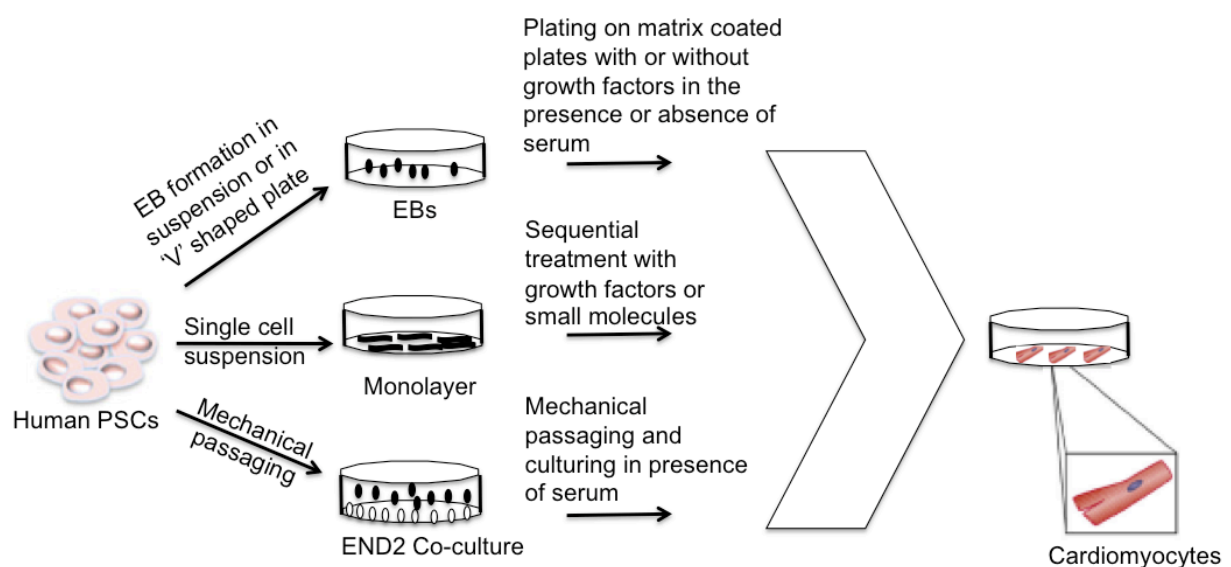 Plating on matrix coated
plates with or without
growth factors in the
presence or absence of
serum
EB formation in
suspension or in
‘V’ shaped plate
EBs
Sequential
treatment with
growth factors or
small molecules
Single cell
suspension
Monolayer
Human PSCs
Mechanical
passaging
Mechanical
passaging and
culturing in presence
of serum
END2 Co-culture
Cardiomyocytes